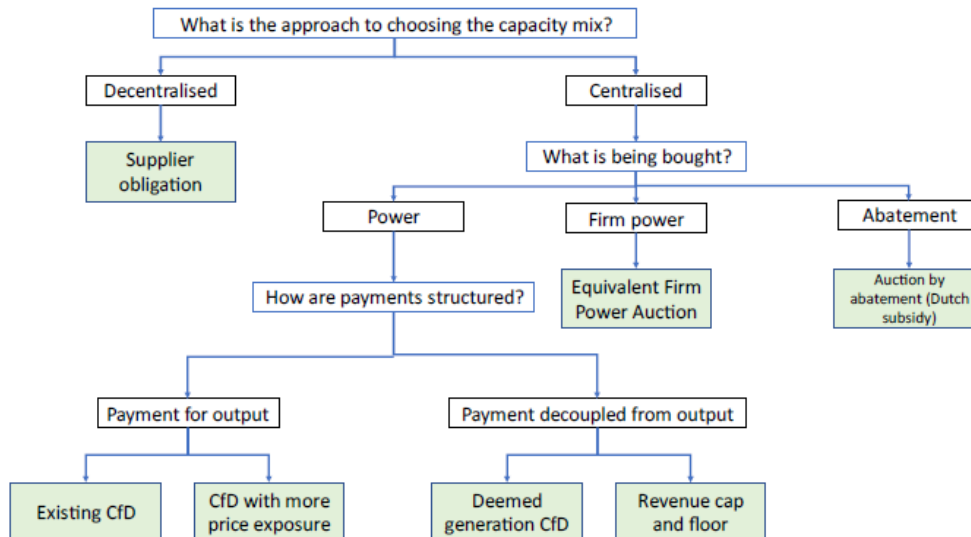 What is the approach to choosing the capacity mix?
Decentralised
Centralised
Supplier
obligation
What is being bought?
Power
Firm power
Abatement
How are payments structured?
Equivalent Firm
Power Auction
Auction by
abatement (Dutch
subsidy)
Payment for output
Payment decoupled from output
Existing CfD
CfD with more
price exposure
Deemed
generation CfD
Revenue cap
and floor